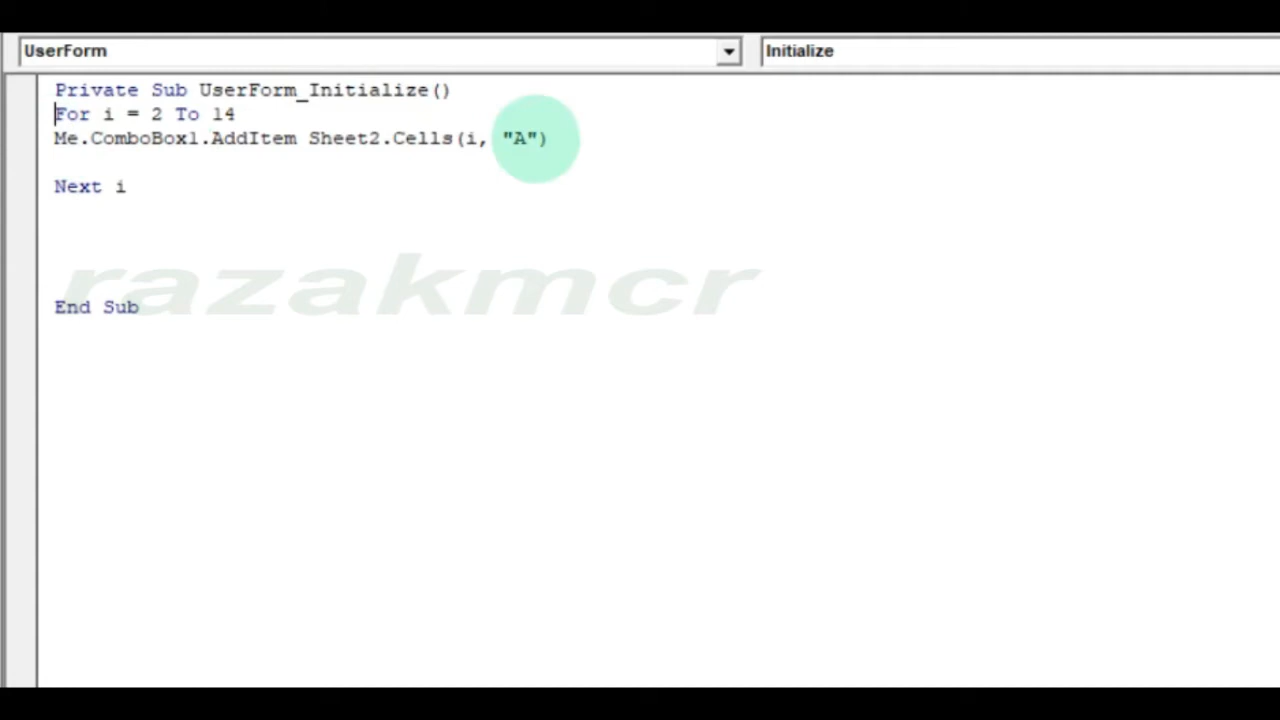 UserForm Initialize
Private Sub UserForm_Initialize()
For i = 2 To 14
Me.ComboBox1.AddItem Sheet2.Cells(i, "A")
Next i
razakmcr
End Sub